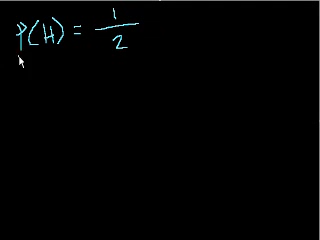 P(H) = 1/2